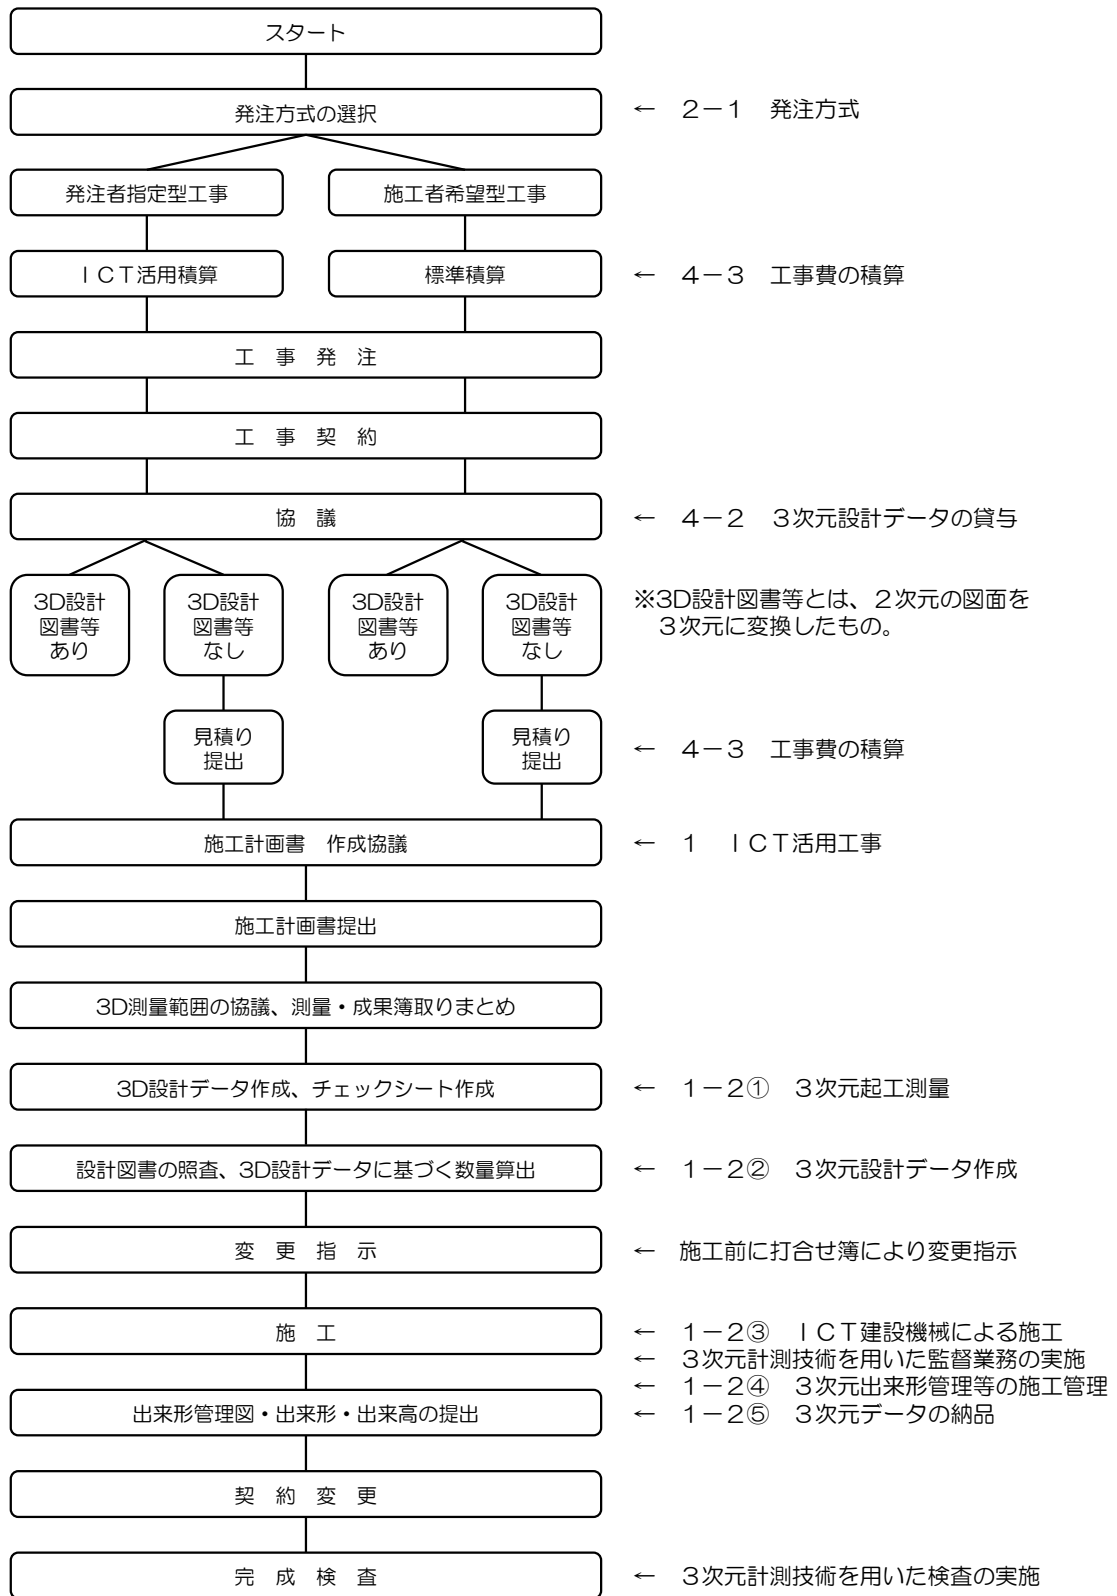 スタート
発注方式の選択
← 2－1 発注方式
発注者指定型工事
施工者希望型工事
ＩＣＴ活用積算
標準積算
← 4－3 工事費の積算
工 事 発 注
工 事 契 約
協 議
← 4－2 3次元設計データの貸与
3D設計
図書等
あり
3D設計
図書等
なし
3D設計
図書等
あり
3D設計
図書等
なし
※3D設計図書等とは、2次元の図面を
3次元に変換したもの。
見積り
提出
見積り
提出
← 4－3 工事費の積算
施工計画書 作成協議
← 1 ＩＣＴ活用工事
施工計画書提出
3D測量範囲の協議、測量・成果簿取りまとめ
3D設計データ作成、チェックシート作成
← 1－2① 3次元起工測量
設計図書の照査、3D設計データに基づく数量算出
← 1－2② 3次元設計データ作成
変 更 指 示
← 施工前に打合せ簿により変更指示
施 工
← 1－2③ ＩＣＴ建設機械による施工
← 3次元計測技術を用いた監督業務の実施
← 1－2④ 3次元出来形管理等の施工管理
出来形管理図・出来形・出来高の提出
← 1－2⑤ 3次元データの納品
契 約 変 更
完 成 検 査
← 3次元計測技術を用いた検査の実施